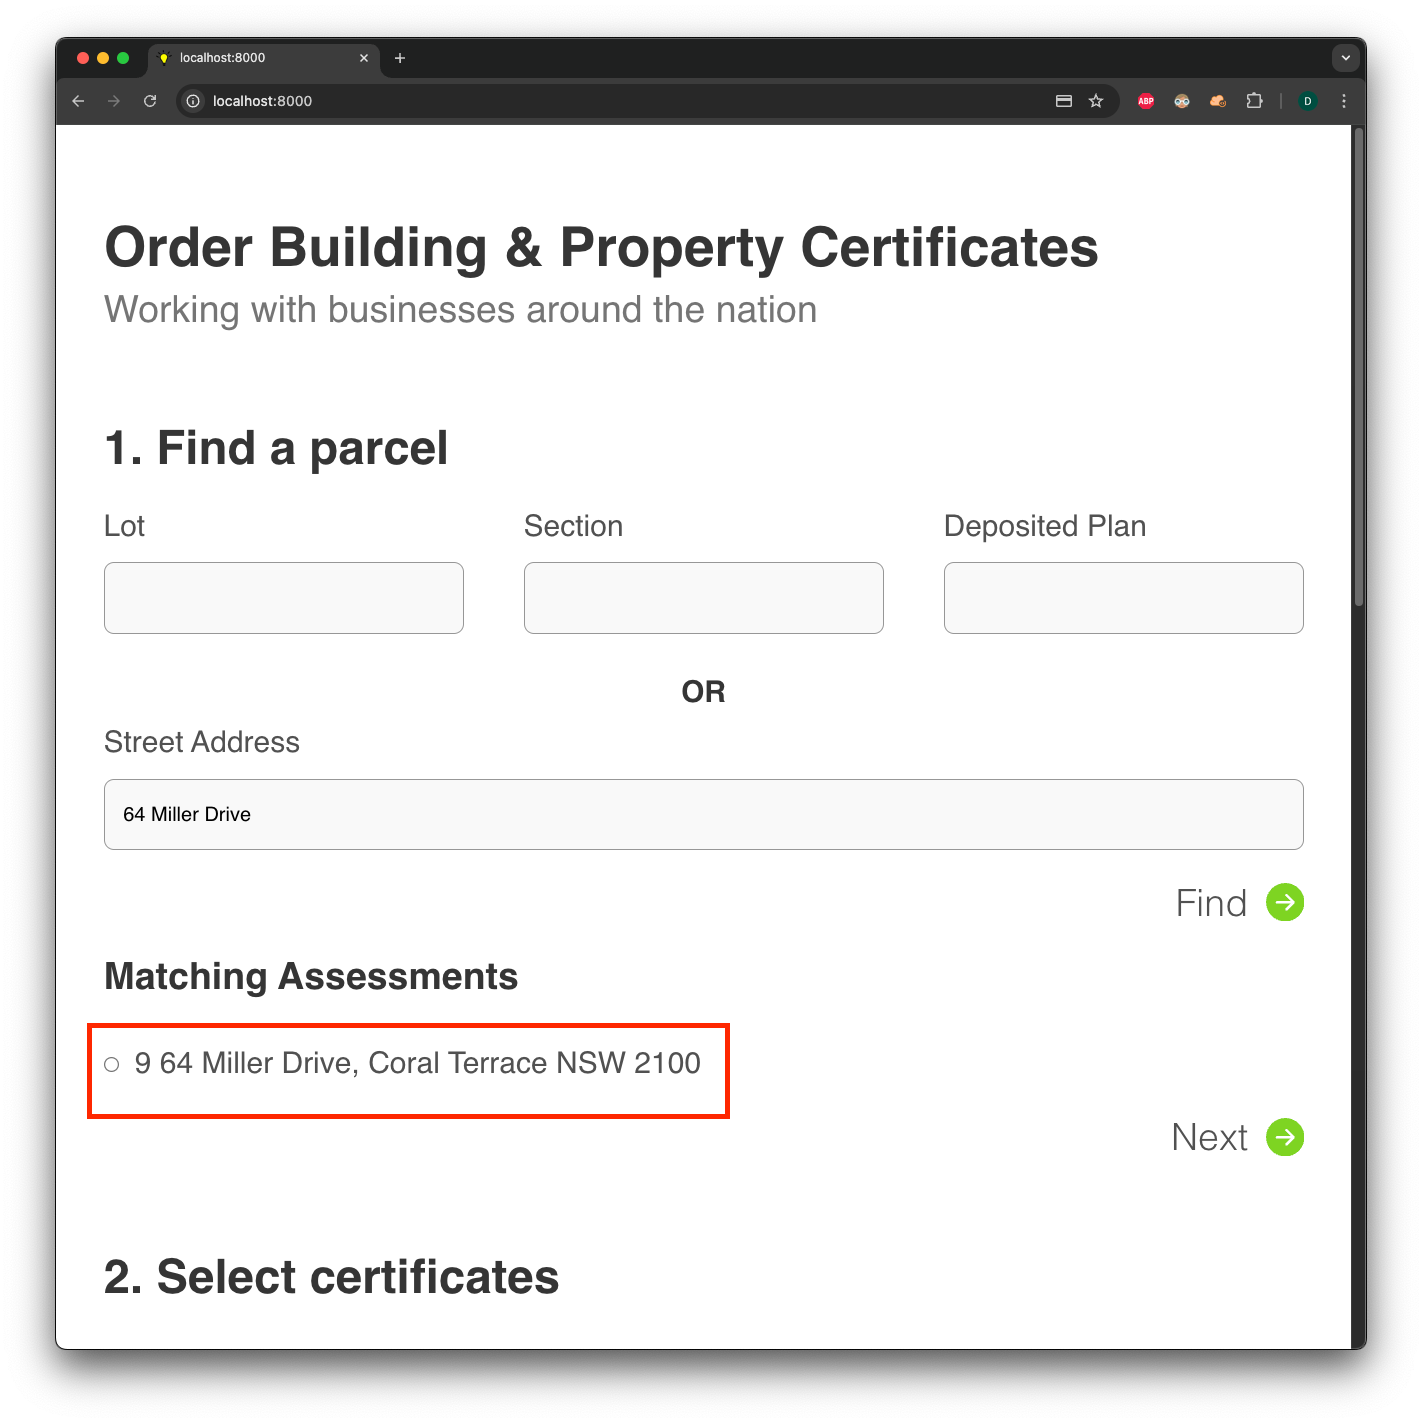 localhost:8000
localhost:8000
ABP
D
Order Building & Property Certificates
Working with businesses around the nation
1. Find a parcel
Lot
Section
Deposited Plan
OR
Street Address
64 Miller Drive
Find
Matching Assessments
9 64 Miller Drive, Coral Terrace NSW 2100
Next
2. Select certificates